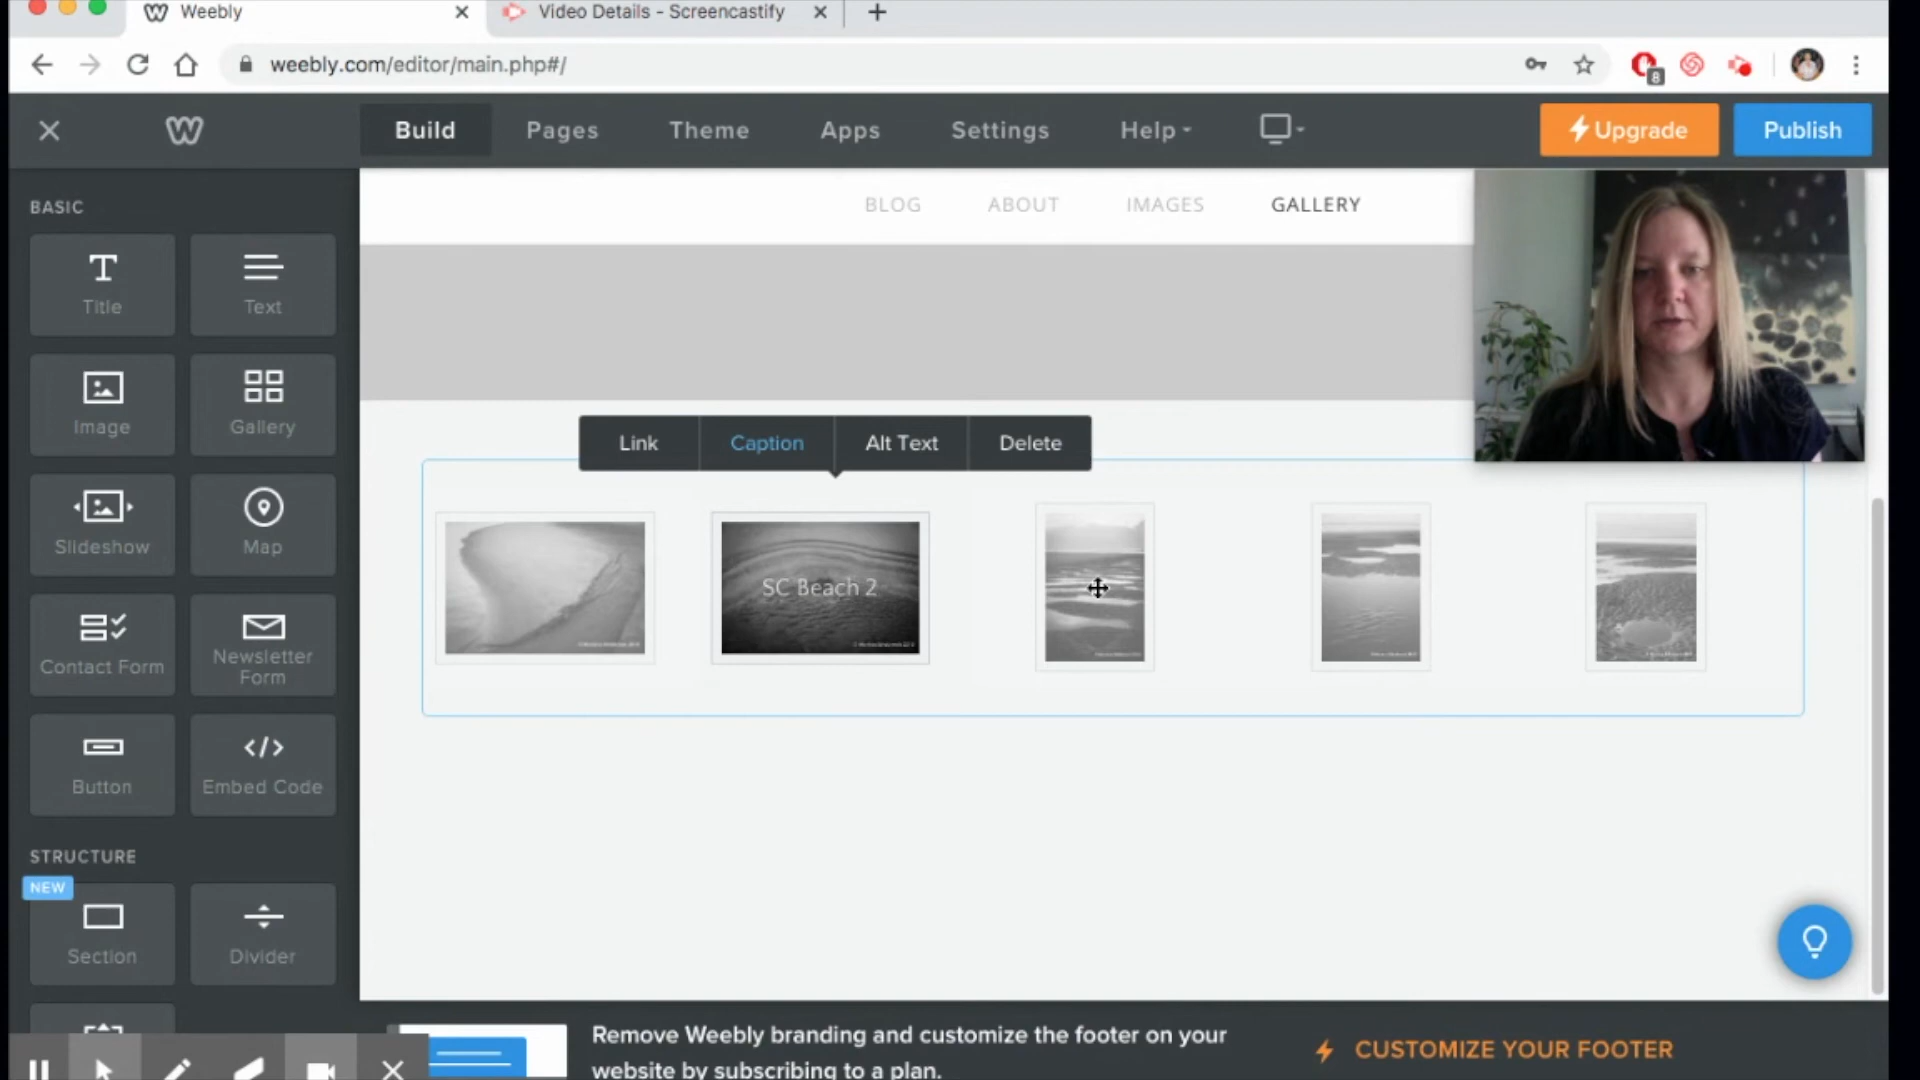 Weebly
Video Details - Screencastify
weebly.com/editor/main.php#/
8
Build
Pages
Theme
Apps
Settings
Help
Upgrade
Publish
BASIC
Title
Text
Image
Gallery
Slideshow
Map
Contact Form
Newsletter
Form
Button
Embed Code
STRUCTURE
NEW
Section
Divider
BLOG
ABOUT
IMAGES
GALLERY
Link
Caption
Alt Text
Delete
SC Beach 2
Remove Weebly branding and customize the footer on your
website by subscribing to a plan.
CUSTOMIZE YOUR FOOTER